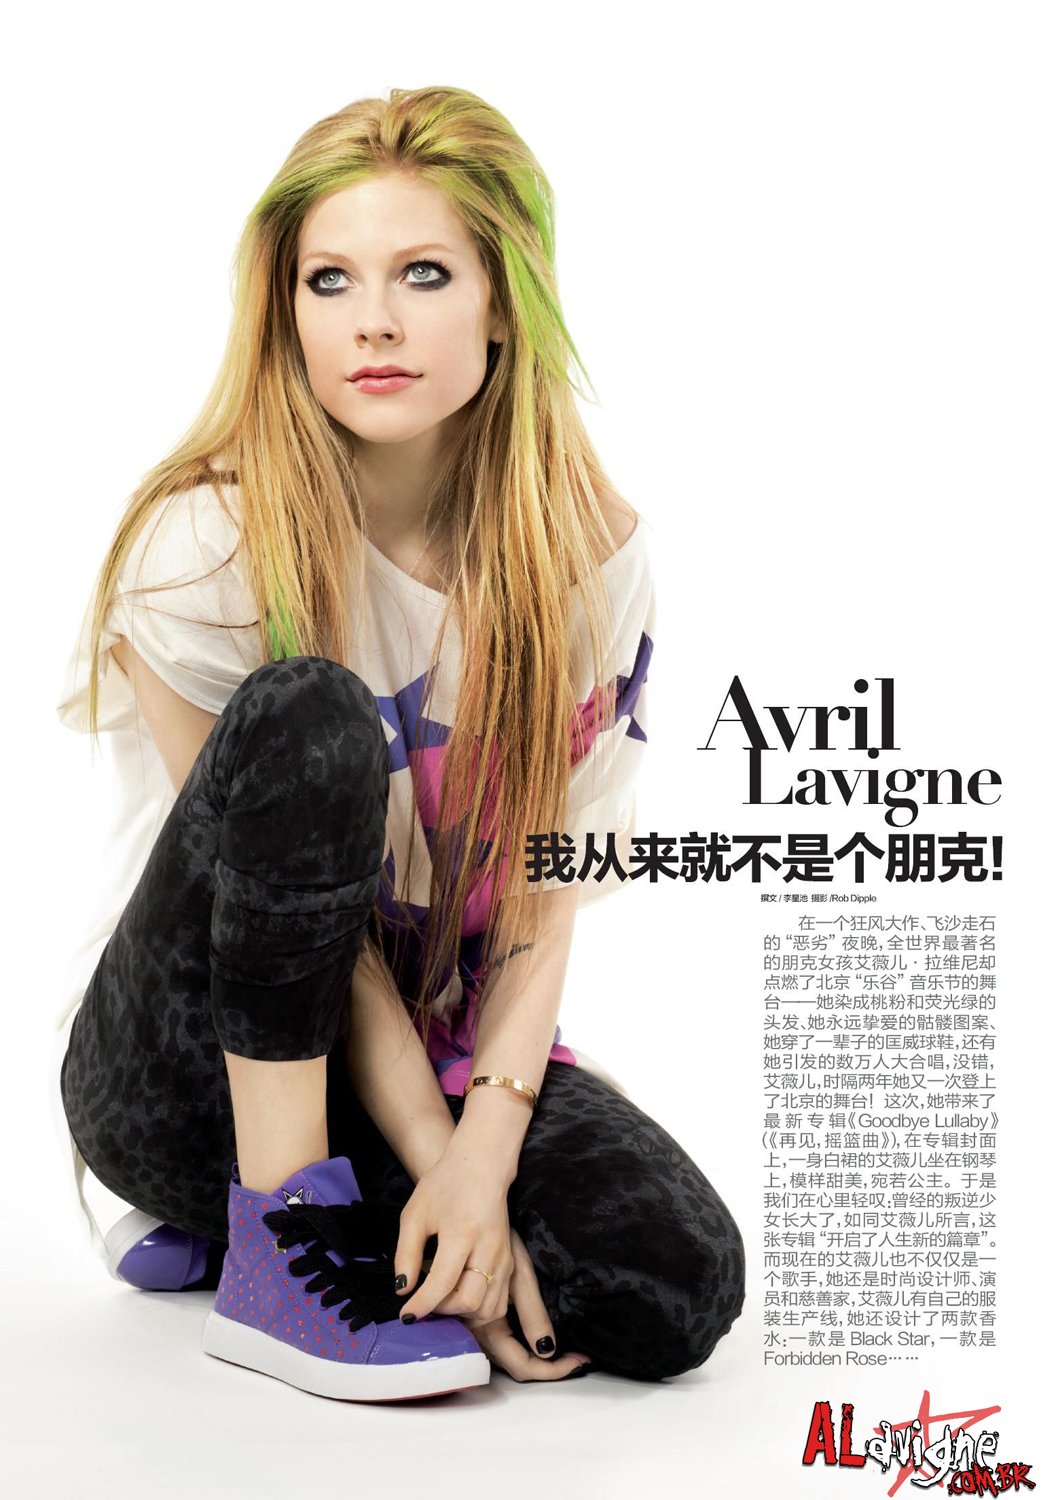 Avril
Lavigne
我从来就不是个朋克!
撰文 / 李星池 摄影 /Rob Dipple
在一个狂风大作、飞沙走石
的“恶劣”夜晚，全世界最著名
的朋克女孩艾薇儿·拉维尼却
点燃了北京“乐谷”音乐节的舞
台——她染成桃粉和荧光绿的
头发、她永远挚爱的骷髅图案、
她穿了一辈子的匡威球鞋，还有
她引发的数万人大合唱，没错，
艾薇儿，时隔两年她又一次登上
了北京的舞台！这次，她带来了
最新专辑《Goodbye Lullaby》
（《再见，摇篮曲》），在专辑封面
上，一身白裙的艾薇儿坐在钢琴
上，模样甜美，宛若公主。于是
我们在心里轻叹：曾经的叛逆少
女长大了，如同艾薇儿所言，这
张专辑“开启了人生新的篇章”。
而现在的艾薇儿也不仅仅是一
个歌手，她还是时尚设计师、演
员和慈善家，艾薇儿有自己的服
装生产线，她还设计了两款香
水：一款是 Black Star，一款是
Forbidden Rose……
ALavigne
.COM.BR